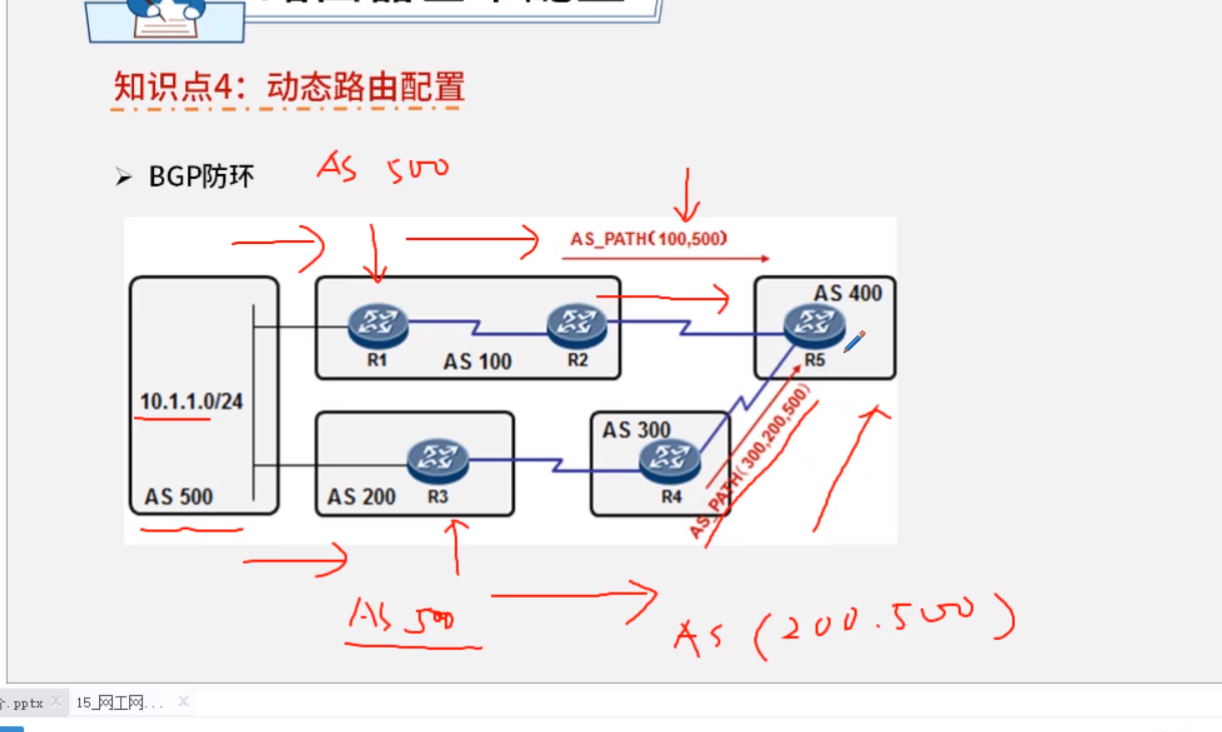 知识点4：动态路由配置
➢ BGP防环
AS 500
AS_PATH(100,500)
AS 400
R1
AS 100
R2
R5
10.1.1.0/24
AS 300
AS_PATH(300,200,500)
AS 500
AS 200
R3
R4
AS 500
AS (200.500)
.pptx
15_网工网...